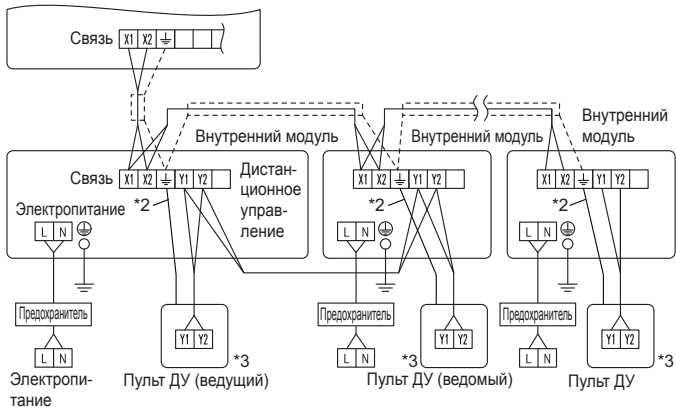 Связь X1 X2
Внутренний модуль
Внутренний модуль
Внутренний
модуль
Связь X1 X2 Y1 Y2
Дистан-
ционное
управ-
ление
X1 X2 Y1 Y2
X1 X2 Y1 Y2
*2
*2
*2
Электропитание
L N
L N
L N
Предохранитель
Предохранитель
Предохранитель
Y1 Y2
Y1 Y2
Y1 Y2
L N
*3
*3
L N
L N
*3
Электропи-
тание
Пульт ДУ (ведущий)
Пульт ДУ (ведомый)
Пульт ДУ